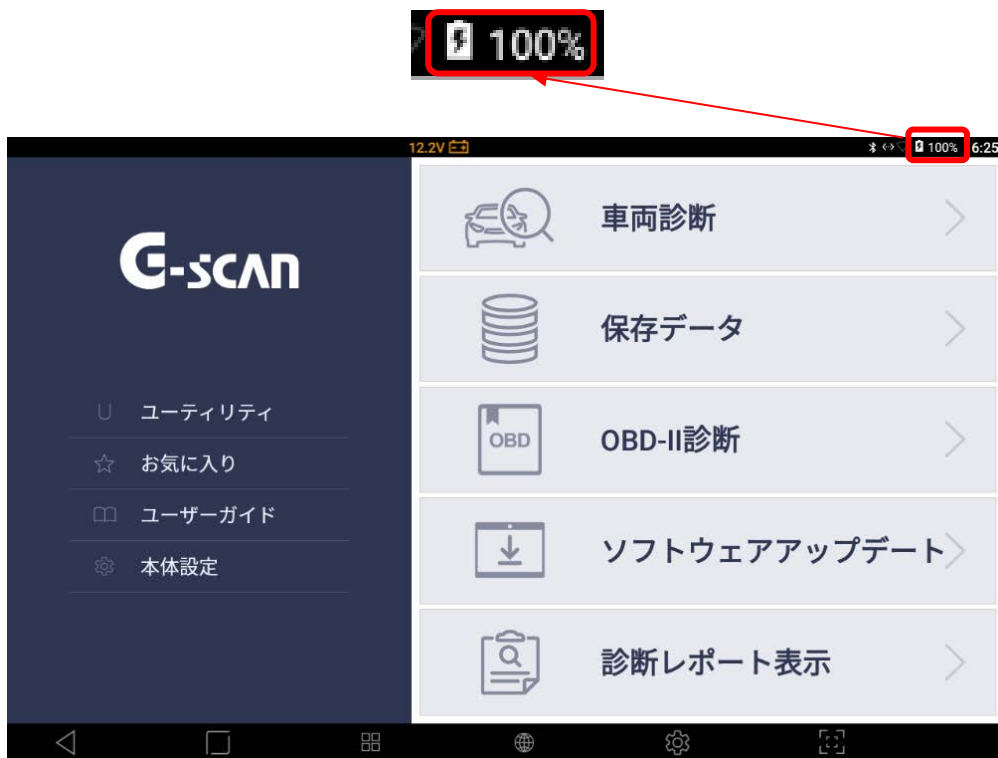 100%
12.2V
100% 6:25
G-scan
ユーティリティ
お気に入り
ユーザーガイド
本体設定
車両診断
保存データ
OBD
OBD-II診断
ソフトウェアアップデート
診断レポート表示